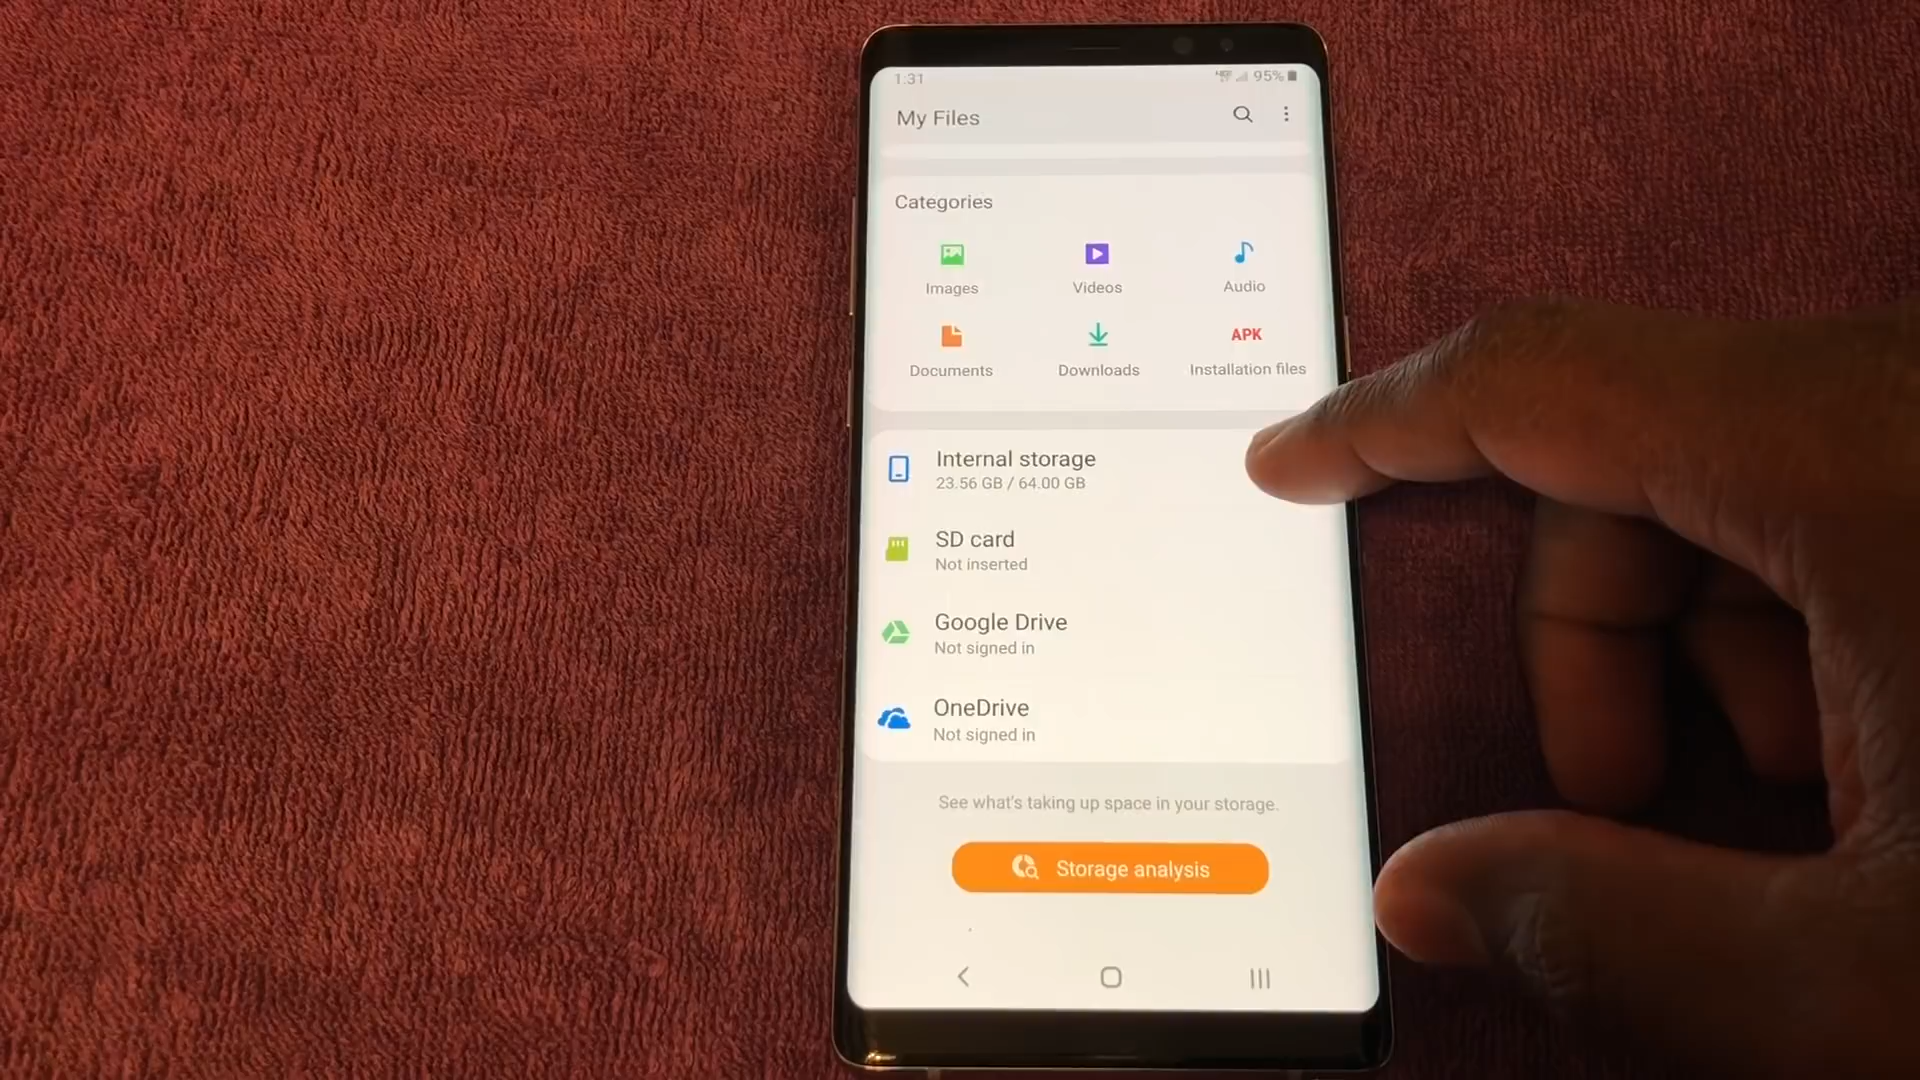 1:31
95%
My Files
Categories
Images
Videos
Audio
APK
Documents
Downloads
Installation files
Internal storage
23.56 GB / 64.00 GB
SD card
Not inserted
Google Drive
Not signed in
OneDrive
Not signed in
See what's taking up space in your storage.
Storage analysis